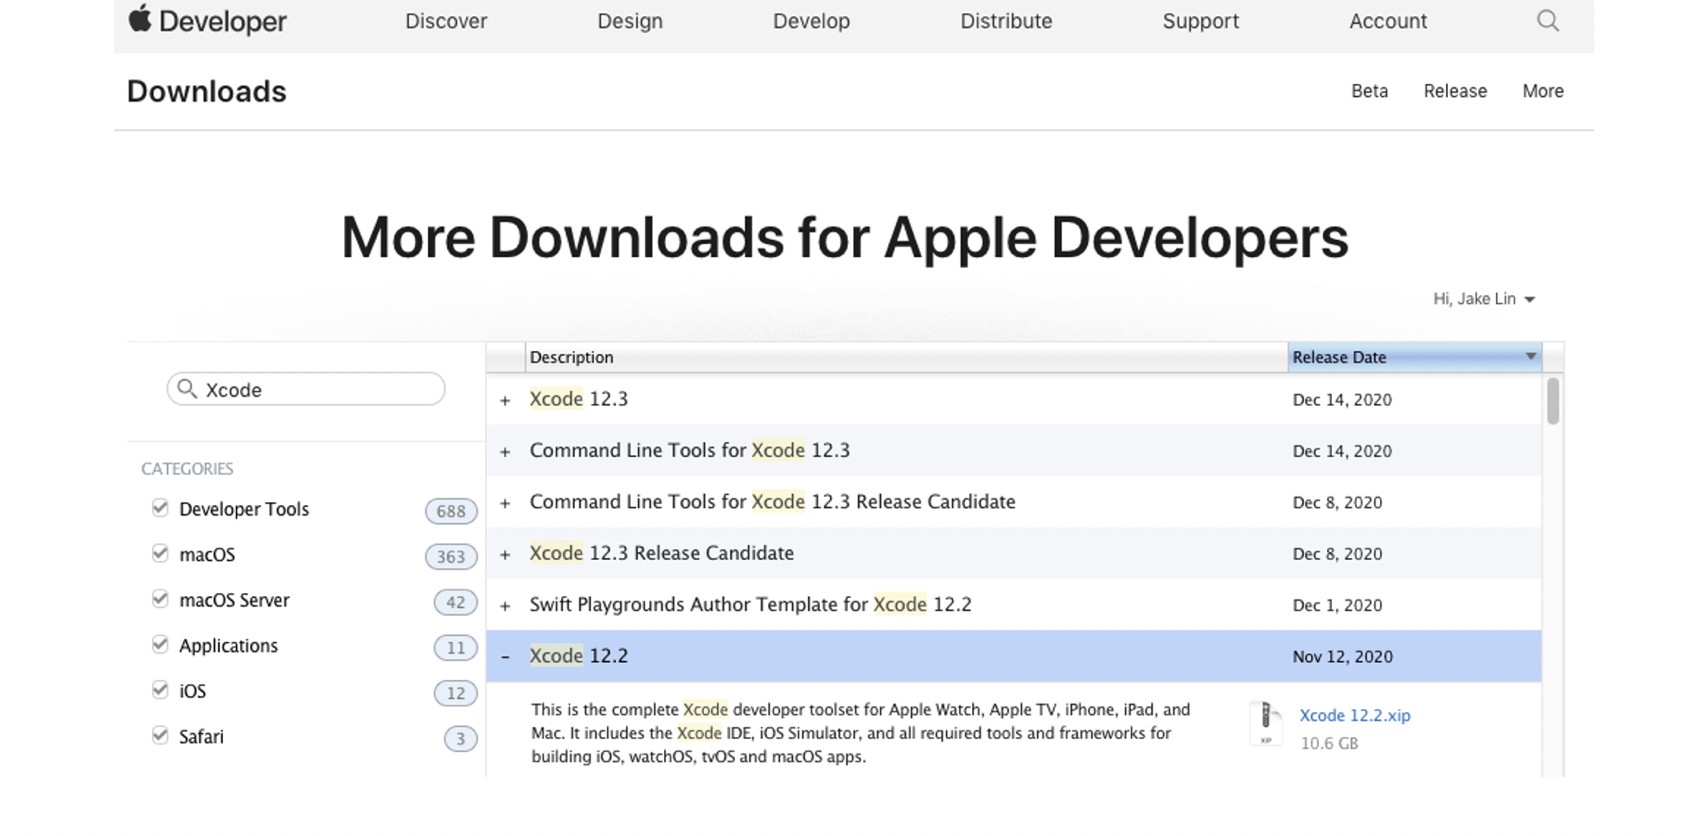 Developer Discover Design Develop Distribute Support Account
Downloads Beta Release More
More Downloads for Apple Developers
Hi, Jake Lin
Xcode
CATEGORIES
Developer Tools 688
macOS 363
macOS Server 42
Applications 11
iOS 12
Safari 3
Description Release Date
+ Xcode 12.3 Dec 14, 2020
+ Command Line Tools for Xcode 12.3 Dec 14, 2020
+ Command Line Tools for Xcode 12.3 Release Candidate Dec 8, 2020
+ Xcode 12.3 Release Candidate Dec 8, 2020
+ Swift Playgrounds Author Template for Xcode 12.2 Dec 1, 2020
– Xcode 12.2 Nov 12, 2020
This is the complete Xcode developer toolset for Apple Watch, Apple TV, iPhone, iPad, and
Mac. It includes the Xcode IDE, iOS Simulator, and all required tools and frameworks for
building iOS, watchOS, tvOS and macOS apps.
XIP
Xcode 12.2.xip
10.6 GB